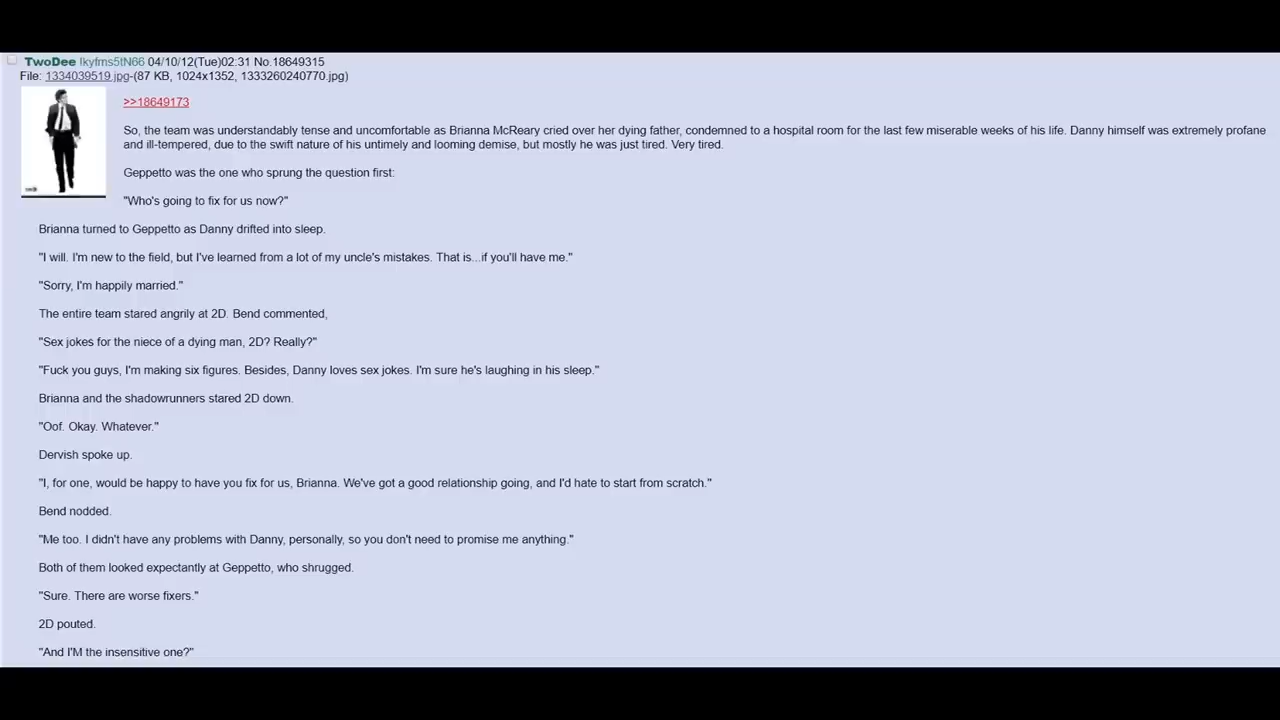 TwoDee !kyfms5tN66 04/10/12(Tue)02:31 No.18649315
File: 1334039519.jpg-(87 KB, 1024x1352, 1333260240770.jpg)
>>18649173
So, the team was understandably tense and uncomfortable as Brianna McReary cried over her dying father, condemned to a hospital room for the last few miserable weeks of his life. Danny himself was extremely profane
and ill-tempered, due to the swift nature of his untimely and looming demise, but mostly he was just tired. Very tired.
Geppetto was the one who sprung the question first:
"Who's going to fix for us now?"
Brianna turned to Geppetto as Danny drifted into sleep.
"I will. I'm new to the field, but I've learned from a lot of my uncle's mistakes. That is...if you'll have me."
"Sorry, I'm happily married."
The entire team stared angrily at 2D. Bend commented,
"Sex jokes for the niece of a dying man, 2D? Really?"
"Fuck you guys, I'm making six figures. Besides, Danny loves sex jokes. I'm sure he's laughing in his sleep."
Brianna and the shadowrunners stared 2D down.
"Oof. Okay. Whatever."
Dervish spoke up.
"I, for one, would be happy to have you fix for us, Brianna. We've got a good relationship going, and I'd hate to start from scratch."
Bend nodded.
"Me too. I didn't have any problems with Danny, personally, so you don't need to promise me anything."
Both of them looked expectantly at Geppetto, who shrugged.
"Sure. There are worse fixers."
2D pouted.
"And I'M the insensitive one?"